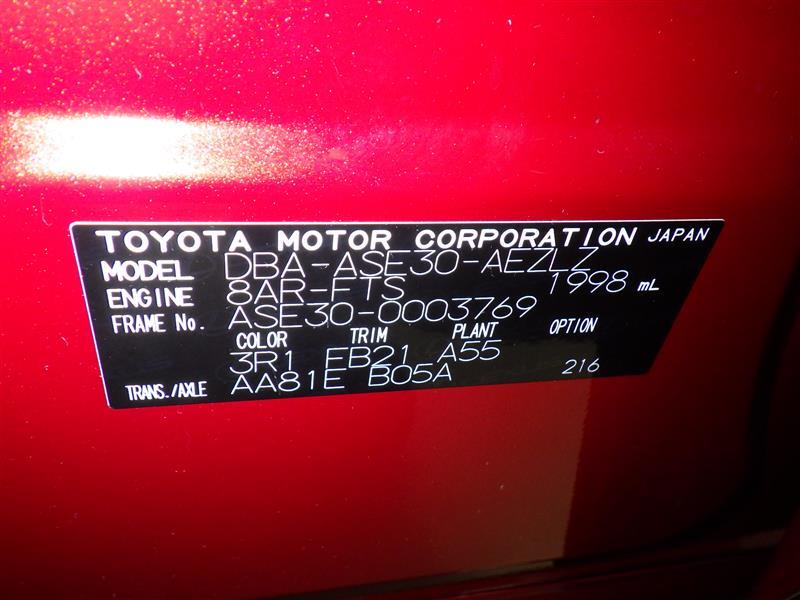 TOYOTA MOTOR CORPORATION JAPAN
MODEL DBA-ASE30-AEZLZ
ENGINE 8AR-FTS 1998 mL
FRAME No. ASE30-0003769
COLOR TRIM PLANT OPTION
3R1 EB21 A55
TRANS./AXLE AA81E B05A 216